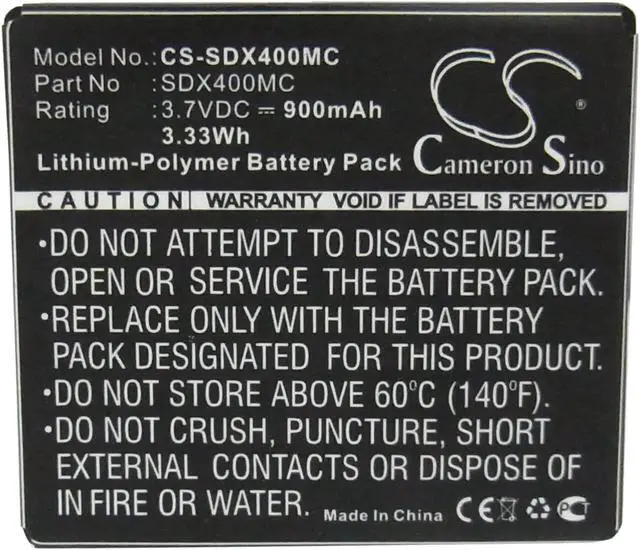 Model No.: CS-SDX400MC
Part No : SDX400MC
Rating : 3.7VDC ⎓ 900mAh
3.33Wh
Lithium-Polymer Battery Pack
CS
Cameron Sino
CAUTION WARRANTY VOID IF LABEL IS REMOVED
•DO NOT ATTEMPT TO DISASSEMBLE,
OPEN OR SERVICE THE BATTERY PACK.
•REPLACE ONLY WITH THE BATTERY
PACK DESIGNATED FOR THIS PRODUCT.
•DO NOT STORE ABOVE 60°C (140°F).
•DO NOT CRUSH, PUNCTURE, SHORT
EXTERNAL CONTACTS OR DISPOSE OF
IN FIRE OR WATER.
Made In China CE PCT